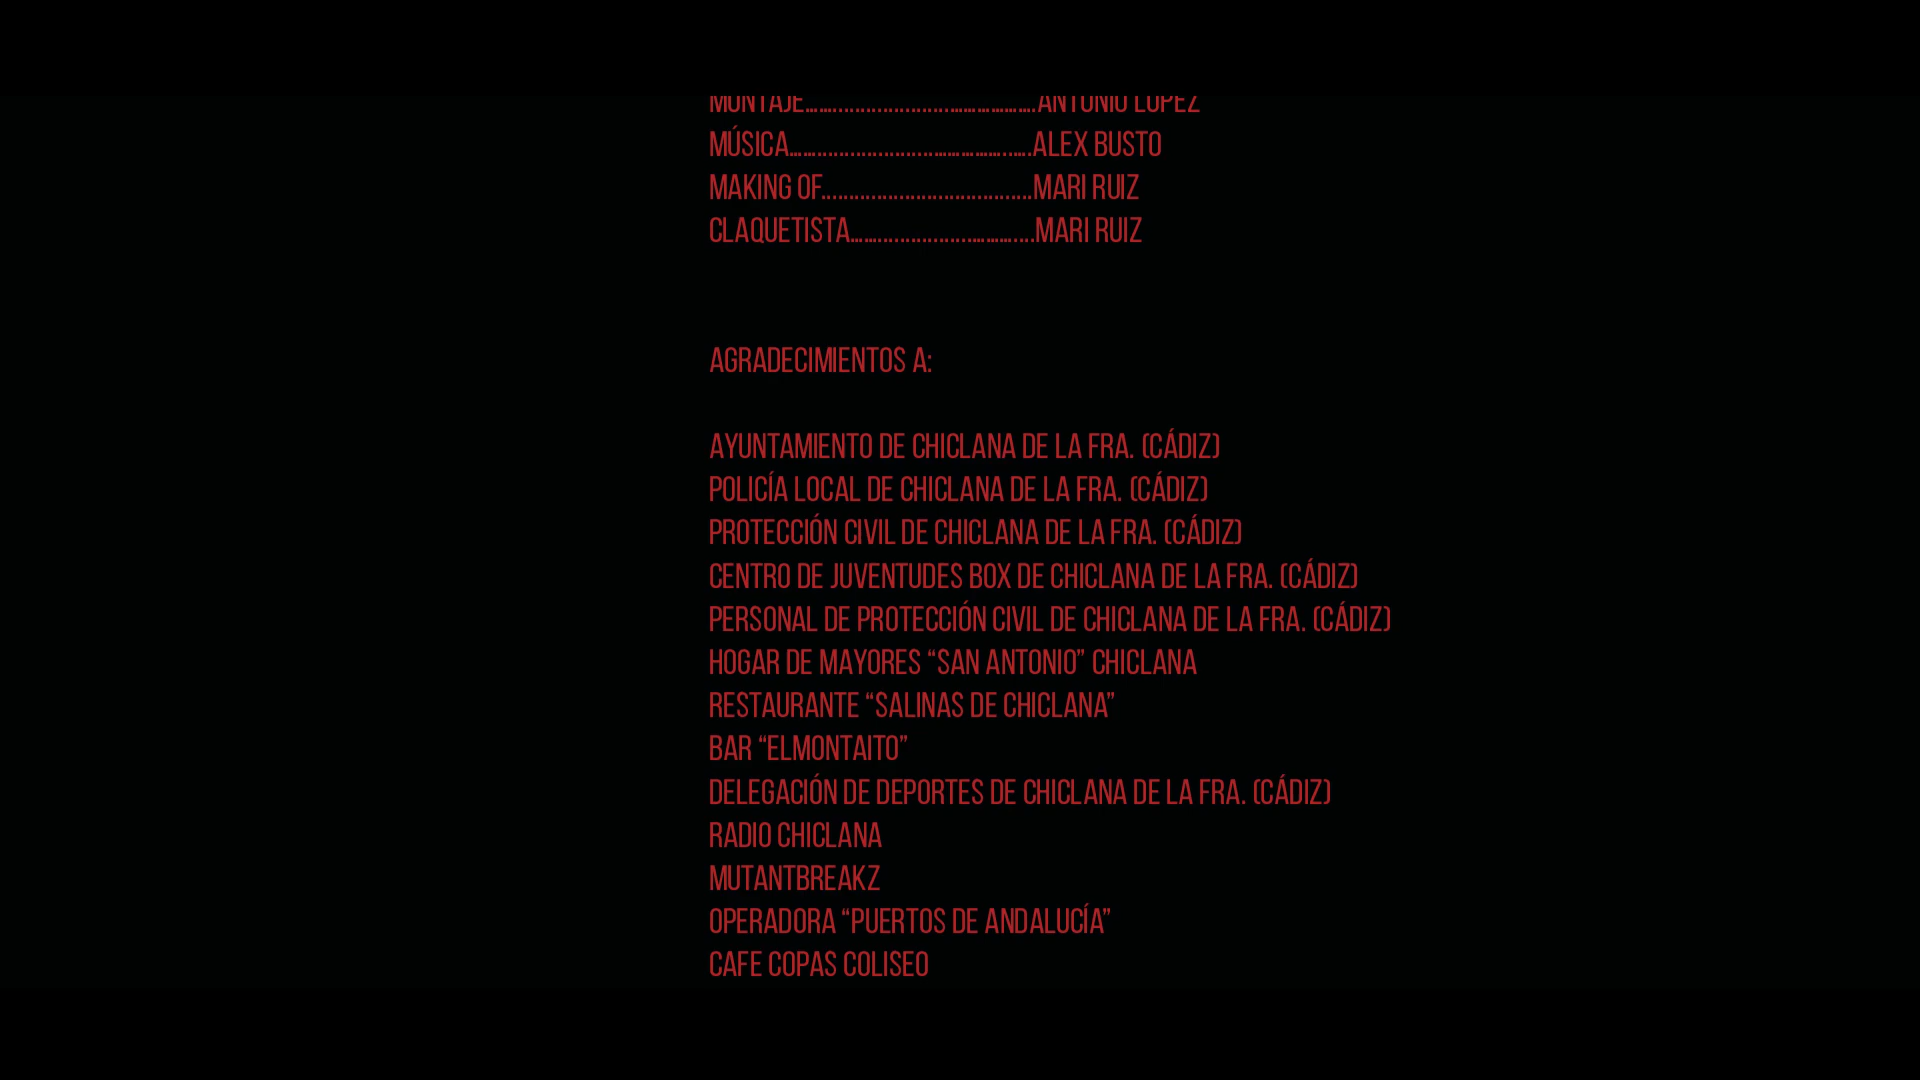 MONTAJE....................................ANTONIO LOPEZ
MÚSICA....................................ALEX BUSTO
MAKING OF....................................MARI RUIZ
CLAQUETISTA..............................MARI RUIZ
AGRADECIMIENTOS A:
AYUNTAMIENTO DE CHICLANA DE LA FRA. (CÁDIZ)
POLICÍA LOCAL DE CHICLANA DE LA FRA. (CÁDIZ)
PROTECCIÓN CIVIL DE CHICLANA DE LA FRA. (CÁDIZ)
CENTRO DE JUVENTUDES BOX DE CHICLANA DE LA FRA. (CÁDIZ)
PERSONAL DE PROTECCIÓN CIVIL DE CHICLANA DE LA FRA. (CÁDIZ)
HOGAR DE MAYORES “SAN ANTONIO” CHICLANA
RESTAURANTE “SALINAS DE CHICLANA”
BAR “ELMONTAITO”
DELEGACIÓN DE DEPORTES DE CHICLANA DE LA FRA. (CÁDIZ)
RADIO CHICLANA
MUTANTBREAKZ
OPERADORA “PUERTOS DE ANDALUCÍA”
CAFE COPAS COLISEO